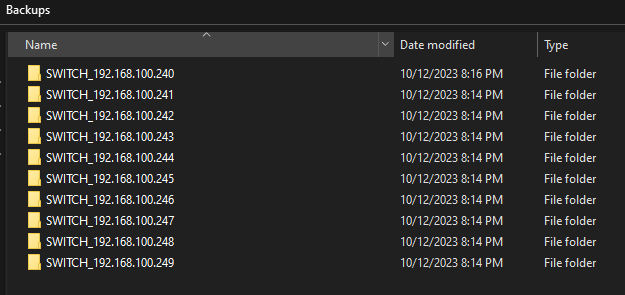 Backups
Name Date modified Type
SWITCH_192.168.100.240 10/12/2023 8:16 PM File folder
SWITCH_192.168.100.241 10/12/2023 8:14 PM File folder
SWITCH_192.168.100.242 10/12/2023 8:14 PM File folder
SWITCH_192.168.100.243 10/12/2023 8:14 PM File folder
SWITCH_192.168.100.244 10/12/2023 8:14 PM File folder
SWITCH_192.168.100.245 10/12/2023 8:14 PM File folder
SWITCH_192.168.100.246 10/12/2023 8:14 PM File folder
SWITCH_192.168.100.247 10/12/2023 8:14 PM File folder
SWITCH_192.168.100.248 10/12/2023 8:14 PM File folder
SWITCH_192.168.100.249 10/12/2023 8:14 PM File folder